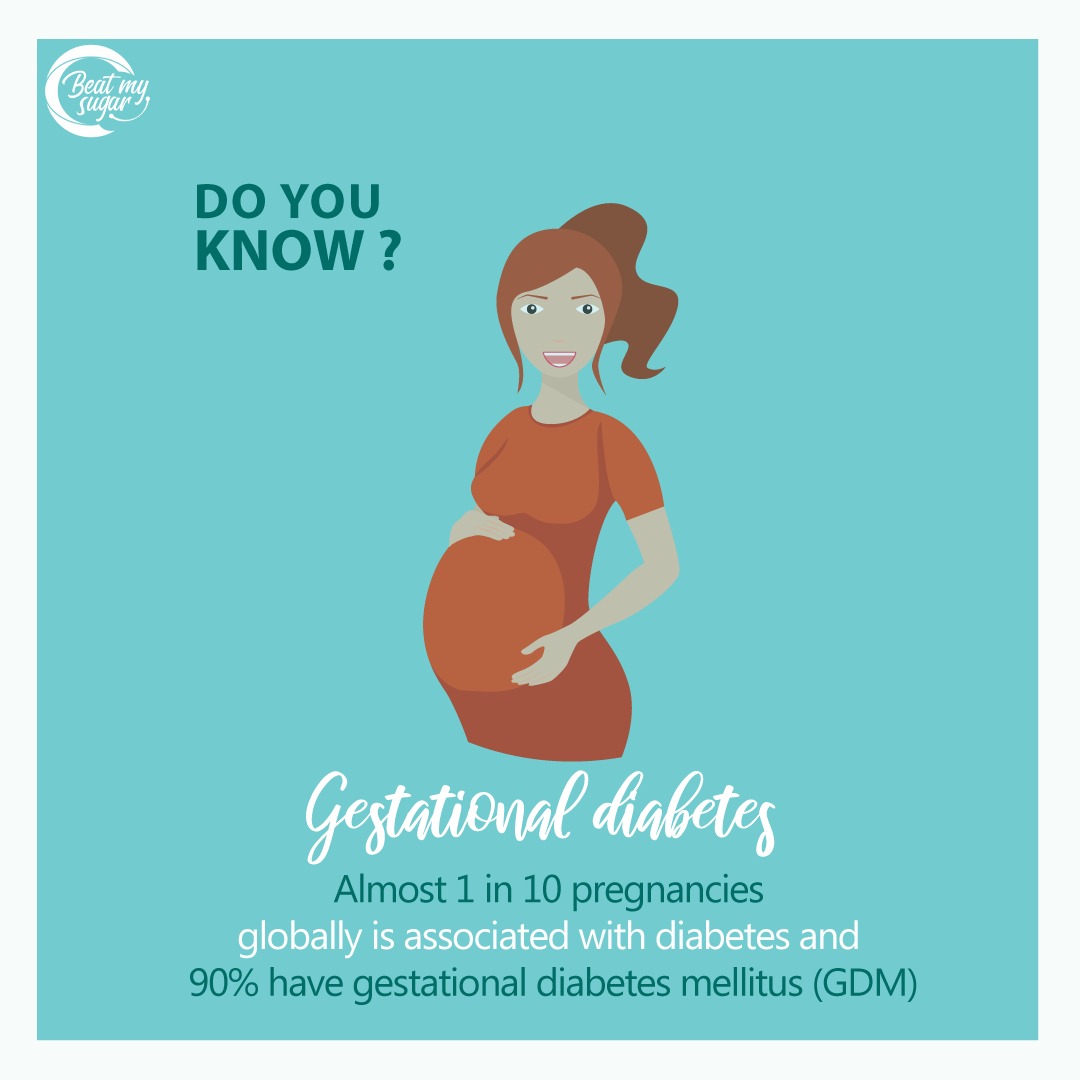 Beat my
sugar
DO YOU
KNOW ?
Gestational diabetes
Almost 1 in 10 pregnancies
globally is associated with diabetes and
90% have gestational diabetes mellitus (GDM)